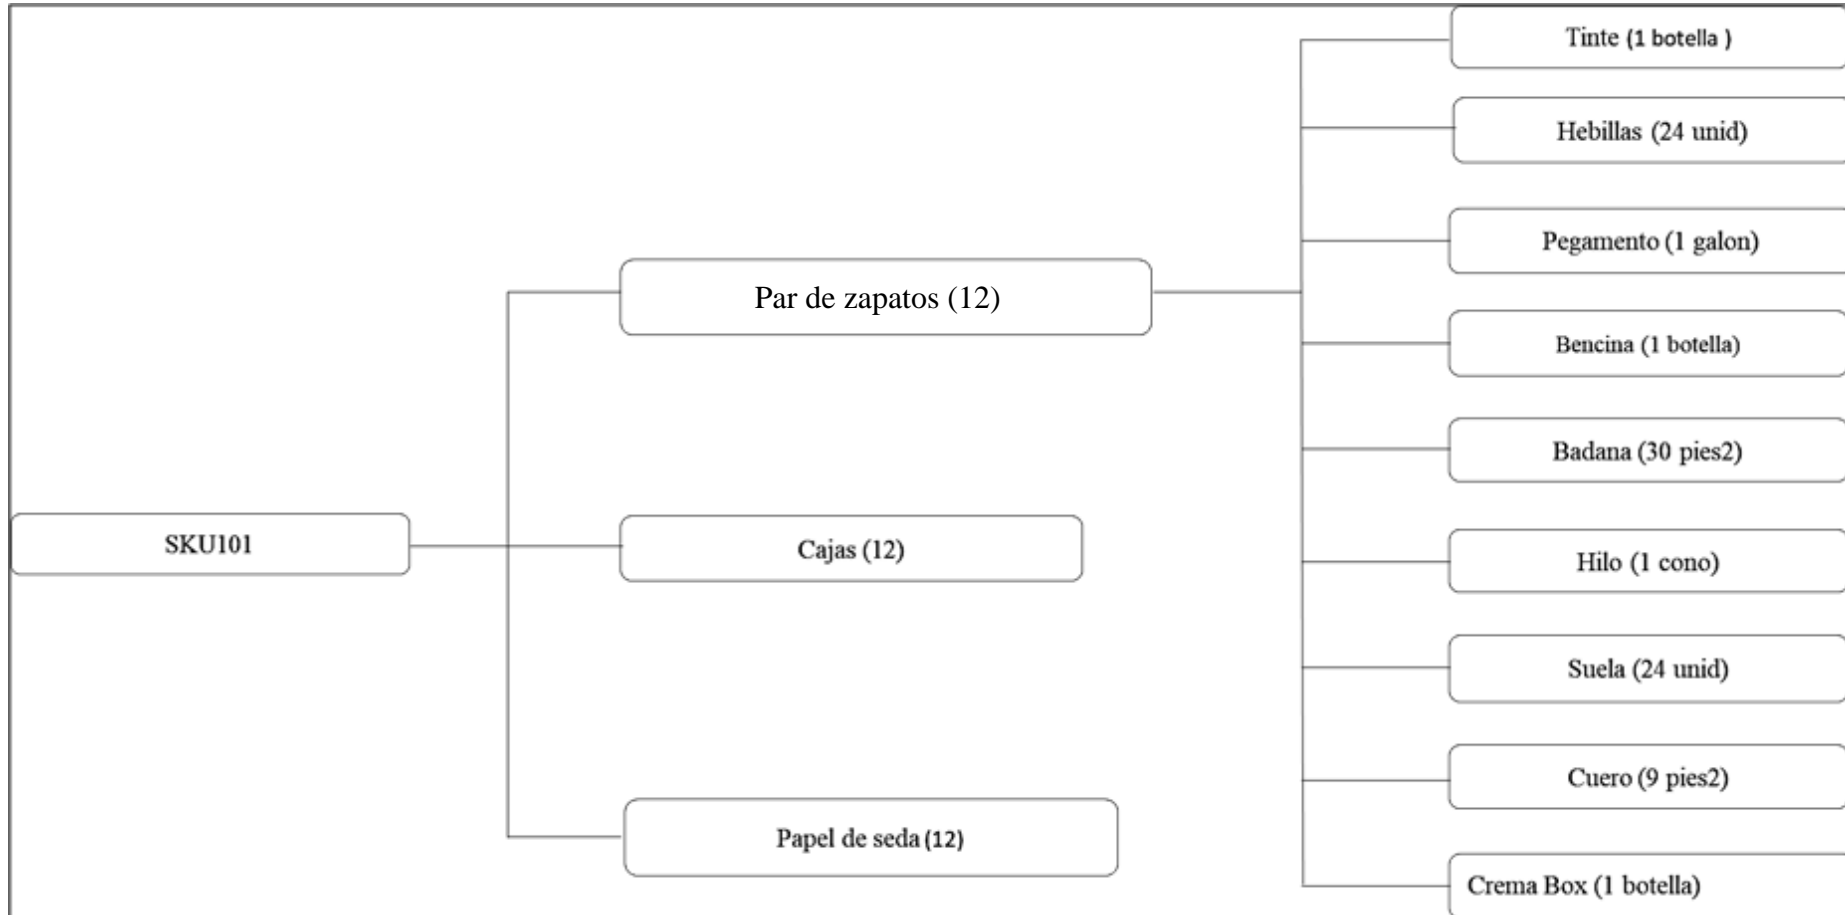 Tinte (1 botella )
Hebillas (24 unid)
Pegamento (1 galon)
Par de zapatos (12)
Bencina (1 botella)
Badana (30 pies2)
SKU101
Cajas (12)
Hilo (1 cono)
Suela (24 unid)
Cuero (9 pies2)
Papel de seda (12)
Crema Box (1 botella)